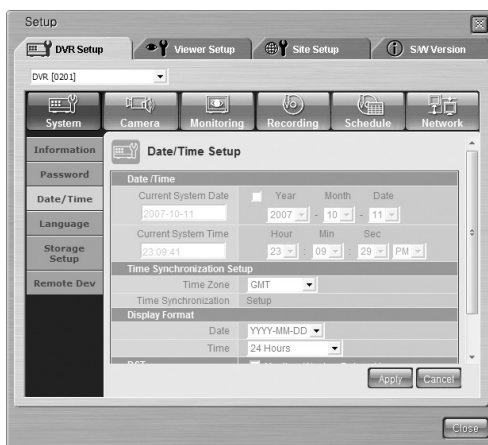 Setup
DVR Setup
Viewer Setup
Site Setup
S/W Version
DVR [0201]
System
Camera
Monitoring
Recording
Schedule
Network
Information
Password
Date/Time
Language
Storage
Setup
Remote Dev
Date/Time Setup
Date /Time
Current System Date
Year Month Date
2007-10-11
2007 - 10 - 11
Current System Time
Hour Min Sec
23:09:41
23 : 09 : 29 PM
Time Synchronization Setup
Time Zone GMT
Time Synchronization Setup
Display Format
Date YYYY-MM-DD
Time 24 Hours
DST
Apply
Cancel
Close